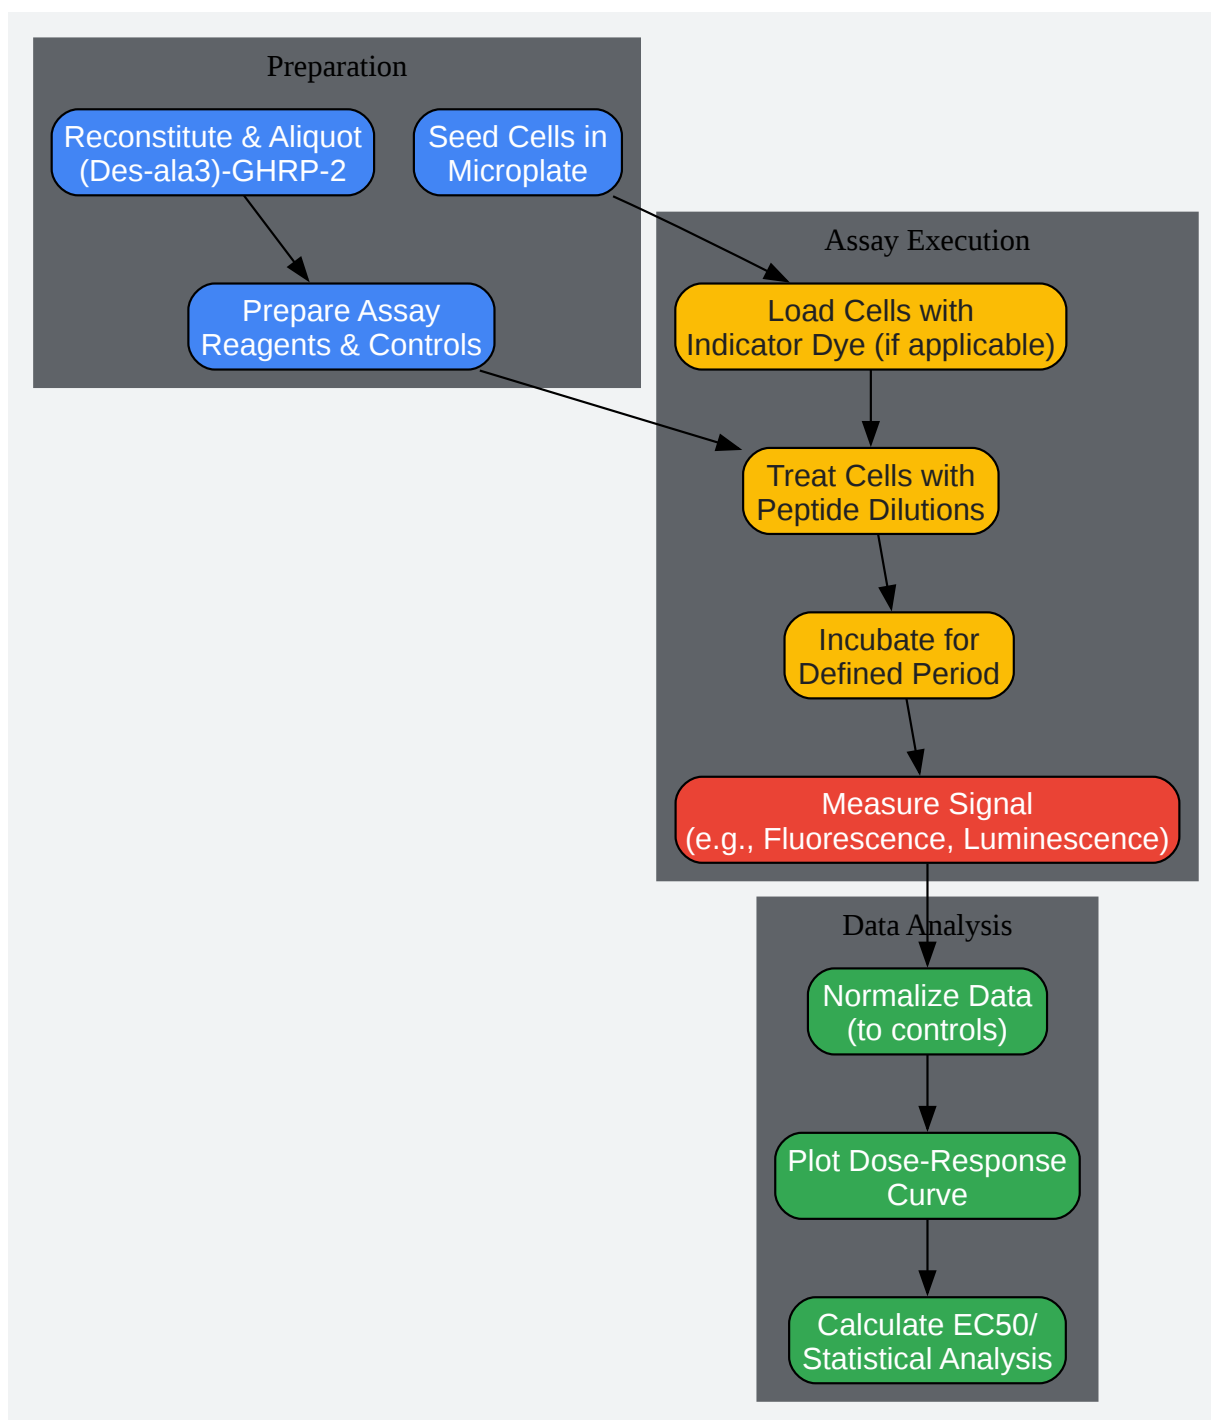 Preparation
Reconstitute & Aliquot
(Des-ala3)-GHRP-2
Seed Cells in
Microplate
Prepare Assay
Reagents & Controls
Assay Execution
Load Cells with
Indicator Dye (if applicable)
Treat Cells with
Peptide Dilutions
Incubate for
Defined Period
Measure Signal
(e.g., Fluorescence, Luminescence)
Data Analysis
Normalize Data
(to controls)
Plot Dose-Response
Curve
Calculate EC50/
Statistical Analysis